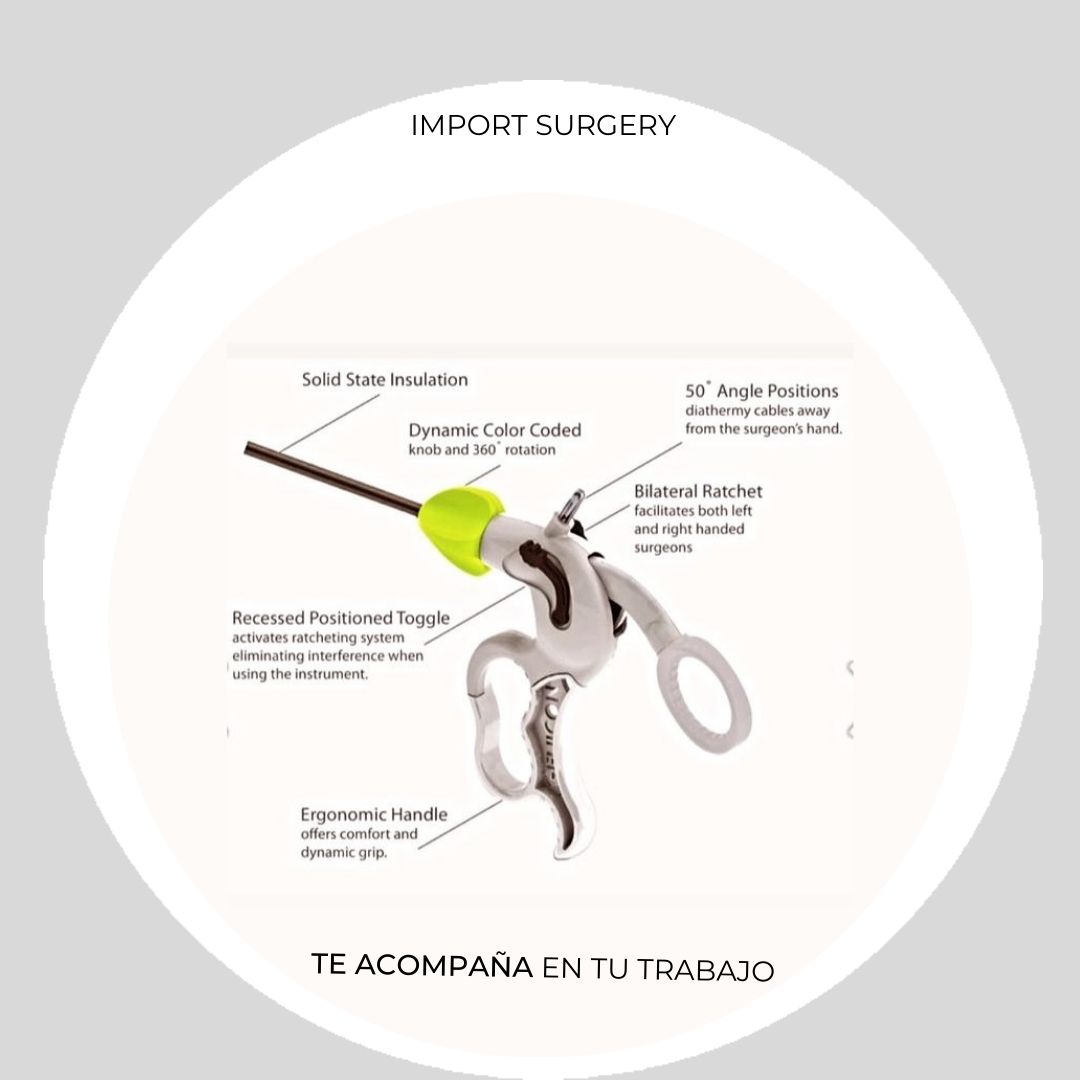 IMPORT SURGERY
Solid State Insulation
50° Angle Positions
diathermy cables away
from the surgeon's hand.
Dynamic Color Coded
knob and 360° rotation
Bilateral Ratchet
facilitates both left
and right handed
surgeons
Recessed Positioned Toggle
activates ratcheting system
eliminating interference when
using the instrument.
Ergonomic Handle
offers comfort and
dynamic grip.
TE ACOMPAÑA EN TU TRABAJO